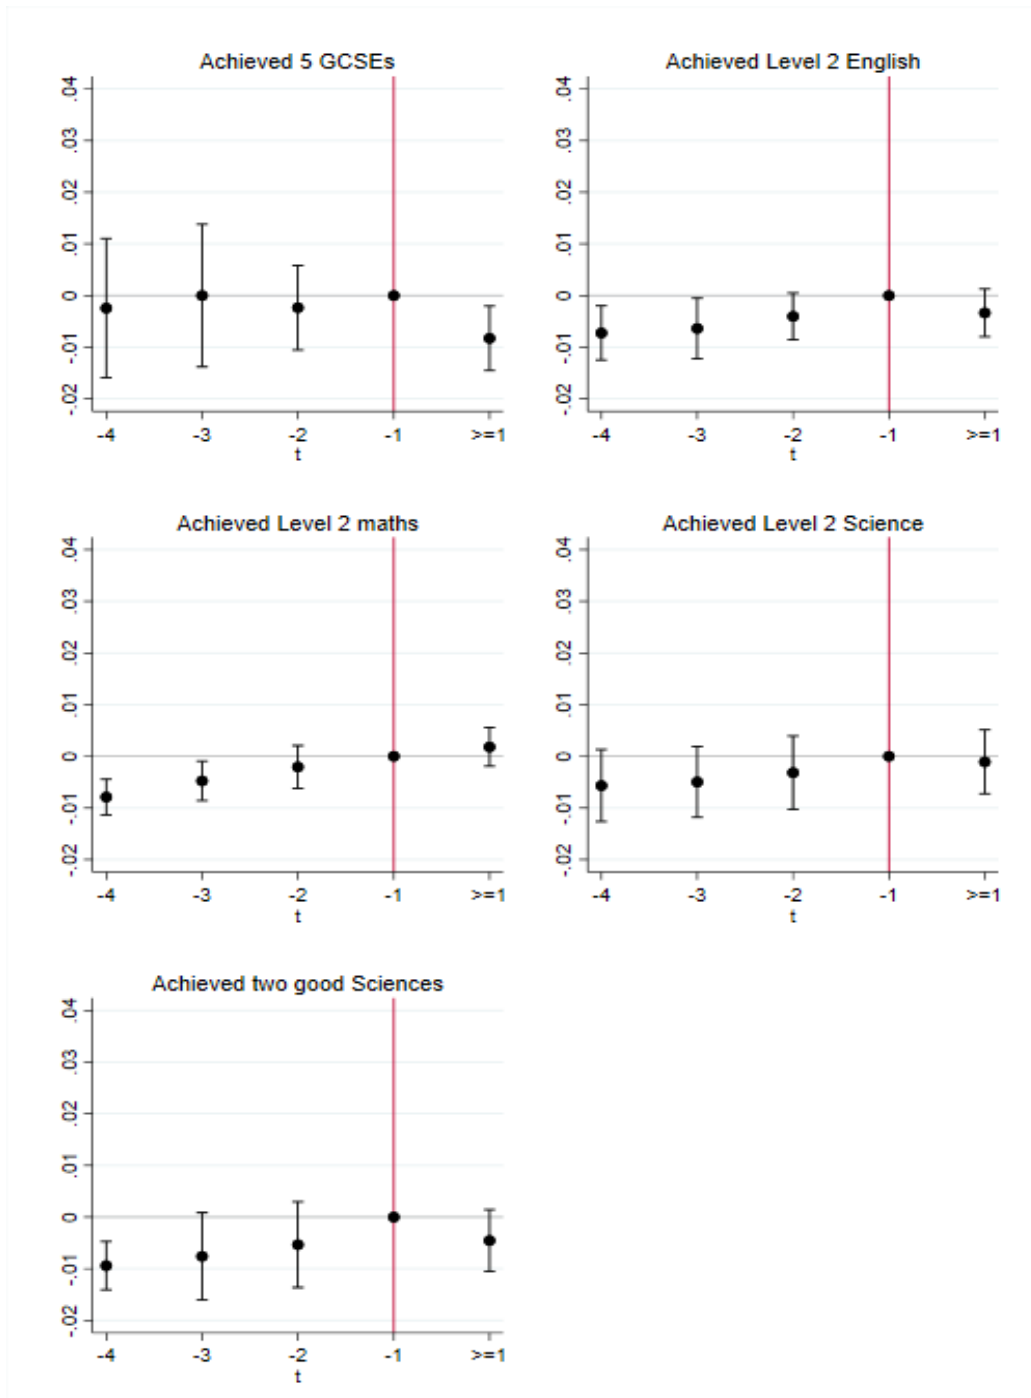 Achieved 5 GCSEs
.04
.03
.02
.01
0
-.01
-.02
-4 -3 -2 -1 >=1
t
Achieved Level 2 English
.04
.03
.02
.01
0
-.01
-.02
-4 -3 -2 -1 >=1
t
Achieved Level 2 maths
.04
.03
.02
.01
0
-.01
-.02
-4 -3 -2 -1 >=1
t
Achieved Level 2 Science
.04
.03
.02
.01
0
-.01
-.02
-4 -3 -2 -1 >=1
t
Achieved two good Sciences
.04
.03
.02
.01
0
-.01
-.02
-4 -3 -2 -1 >=1
t